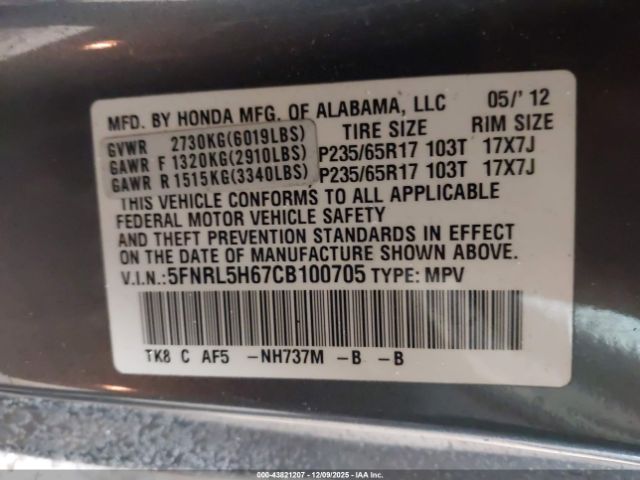 MFD. BY HONDA MFG. OF ALABAMA, LLC 05/' 12
GVWR 2730KG(6019LBS) TIRE SIZE RIM SIZE
GAWR F 1320KG(2910LBS) P235/65R17 103T 17X7J
GAWR R 1515KG(3340LBS) P235/65R17 103T 17X7J
THIS VEHICLE CONFORMS TO ALL APPLICABLE
FEDERAL MOTOR VEHICLE SAFETY
AND THEFT PREVENTION STANDARDS IN EFFECT
ON THE DATE OF MANUFACTURE SHOWN ABOVE.
V.I.N.: 5FNRL5H67CB100705 TYPE: MPV
TK8 C AF5 -NH737M -B -B
000-43821207 - 12/09/2025 - IAA Inc.